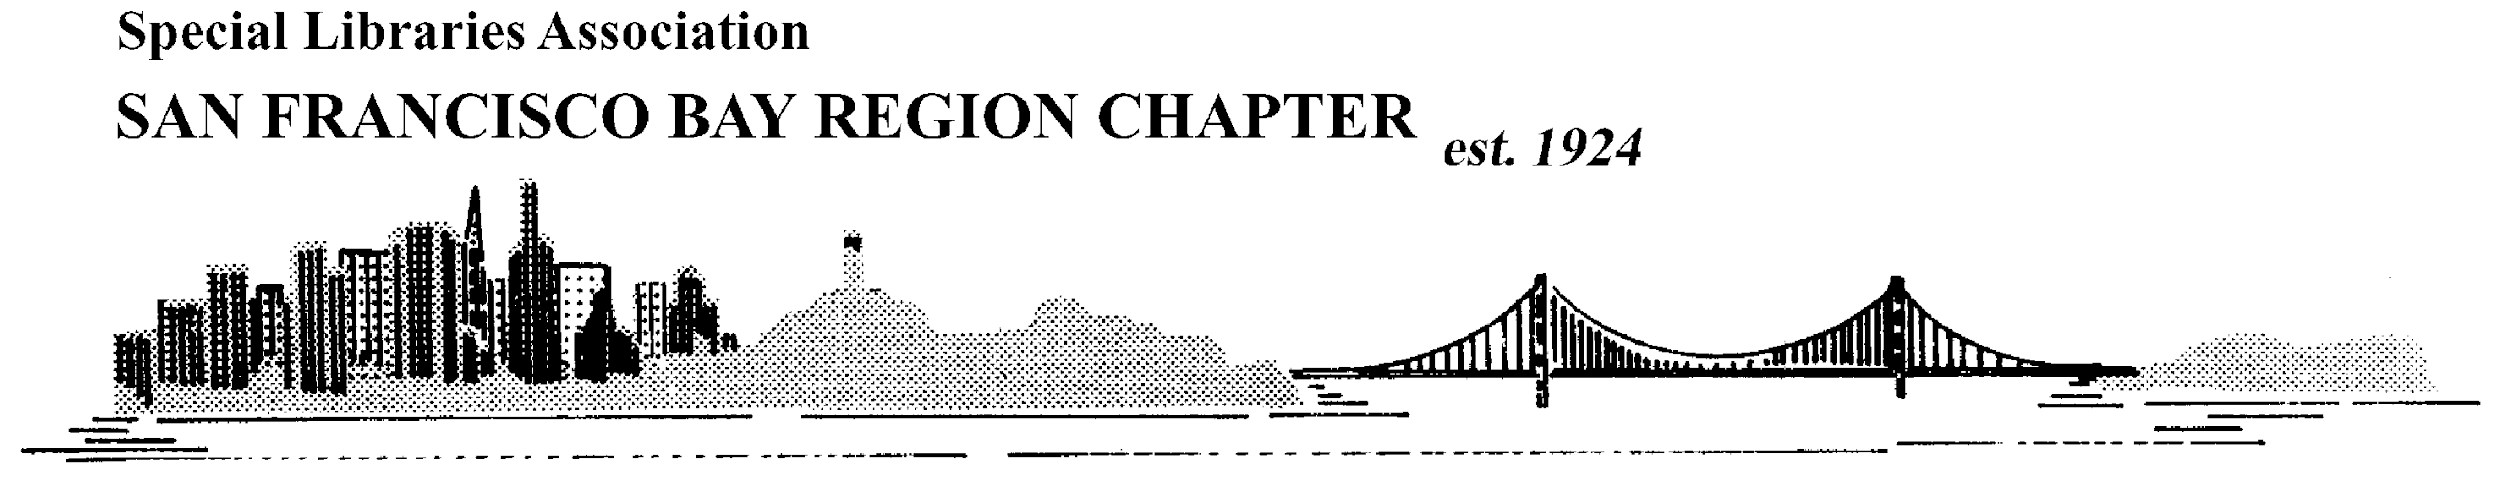 Special Libraries Association
SAN FRANCISCO BAY REGION CHAPTER
est. 1924